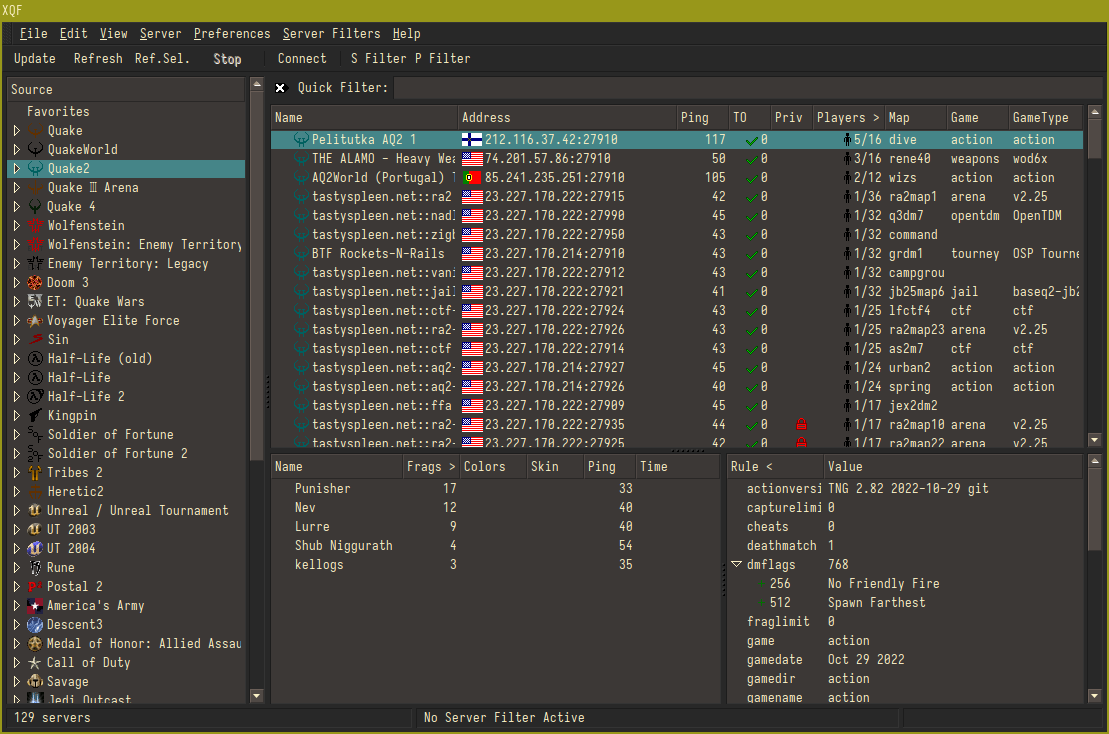 XQF
File Edit View Server Preferences Server Filters Help
Update Refresh Ref.Sel. Stop Connect S Filter P Filter
Source
Favorites
Quake
QuakeWorld
Quake2
Quake Ⅲ Arena
Quake 4
Wolfenstein
Wolfenstein: Enemy Territory
Enemy Territory: Legacy
Doom 3
ET: Quake Wars
Voyager Elite Force
Sin
Half-Life (old)
Half-Life
Half-Life 2
Kingpin
Soldier of Fortune
Soldier of Fortune 2
Tribes 2
Heretic2
Unreal / Unreal Tournament
UT 2003
UT 2004
Rune
Postal 2
America's Army
Descent3
Medal of Honor: Allied Assau
Call of Duty
Savage
Jedi Outcast
Quick Filter:
Name Address Ping TO Priv Players > Map Game GameType
Pelitutka AQ2 1 212.116.37.42:27910 117 0 5/16 dive action action
THE ALAMO - Heavy Wea 74.201.57.86:27910 50 0 3/16 rene40 weapons wod6x
AQ2World (Portugal) 85.241.235.251:27910 105 0 2/12 wizs action action
tastyspleen.net::ra2 23.227.170.222:27915 42 0 1/36 ra2map1 arena v2.25
tastyspleen.net::nadl 23.227.170.222:27990 45 0 1/32 q3dm7 opentdm OpenTDM
tastyspleen.net::zigb 23.227.170.222:27950 43 0 1/32 command
BTF Rockets-N-Rails 23.227.170.214:27910 43 0 1/32 grdm1 tourney OSP Tourne
tastyspleen.net::vani 23.227.170.222:27912 43 0 1/32 campgrou
tastyspleen.net::jail 23.227.170.222:27921 41 0 1/32 jb25map6 jail baseq2-jb2
tastyspleen.net::ctf- 23.227.170.222:27924 43 0 1/25 lfctf4 ctf ctf
tastyspleen.net::ra2- 23.227.170.222:27926 43 0 1/25 ra2map23 arena v2.25
tastyspleen.net::ctf 23.227.170.222:27914 43 0 1/25 as2m7 ctf ctf
tastyspleen.net::aq2- 23.227.170.214:27927 45 0 1/24 urban2 action action
tastyspleen.net::aq2- 23.227.170.214:27926 40 0 1/24 spring action action
tastyspleen.net::ffa 23.227.170.222:27909 45 0 1/17 jex2dm2
tastyspleen.net::ra2- 23.227.170.222:27935 44 0 1/17 ra2map10 arena v2.25
tastyspleen.net::ra2- 23.227.170.222:27925 42 0 1/17 ra2map22 arena v2.25
Name Frags > Colors Skin Ping Time
Punisher 17 33
Nev 12 40
Lurre 9 40
Shub Niggurath 4 54
kellogs 3 35
Rule < Value
actionversi TNG 2.82 2022-10-29 git
capturelimi 0
cheats 0
deathmatch 1
dmflags 768
256 No Friendly Fire
512 Spawn Farthest
fraglimit 0
game action
gamedate Oct 29 2022
gamedir action
gamename action
129 servers No Server Filter Active